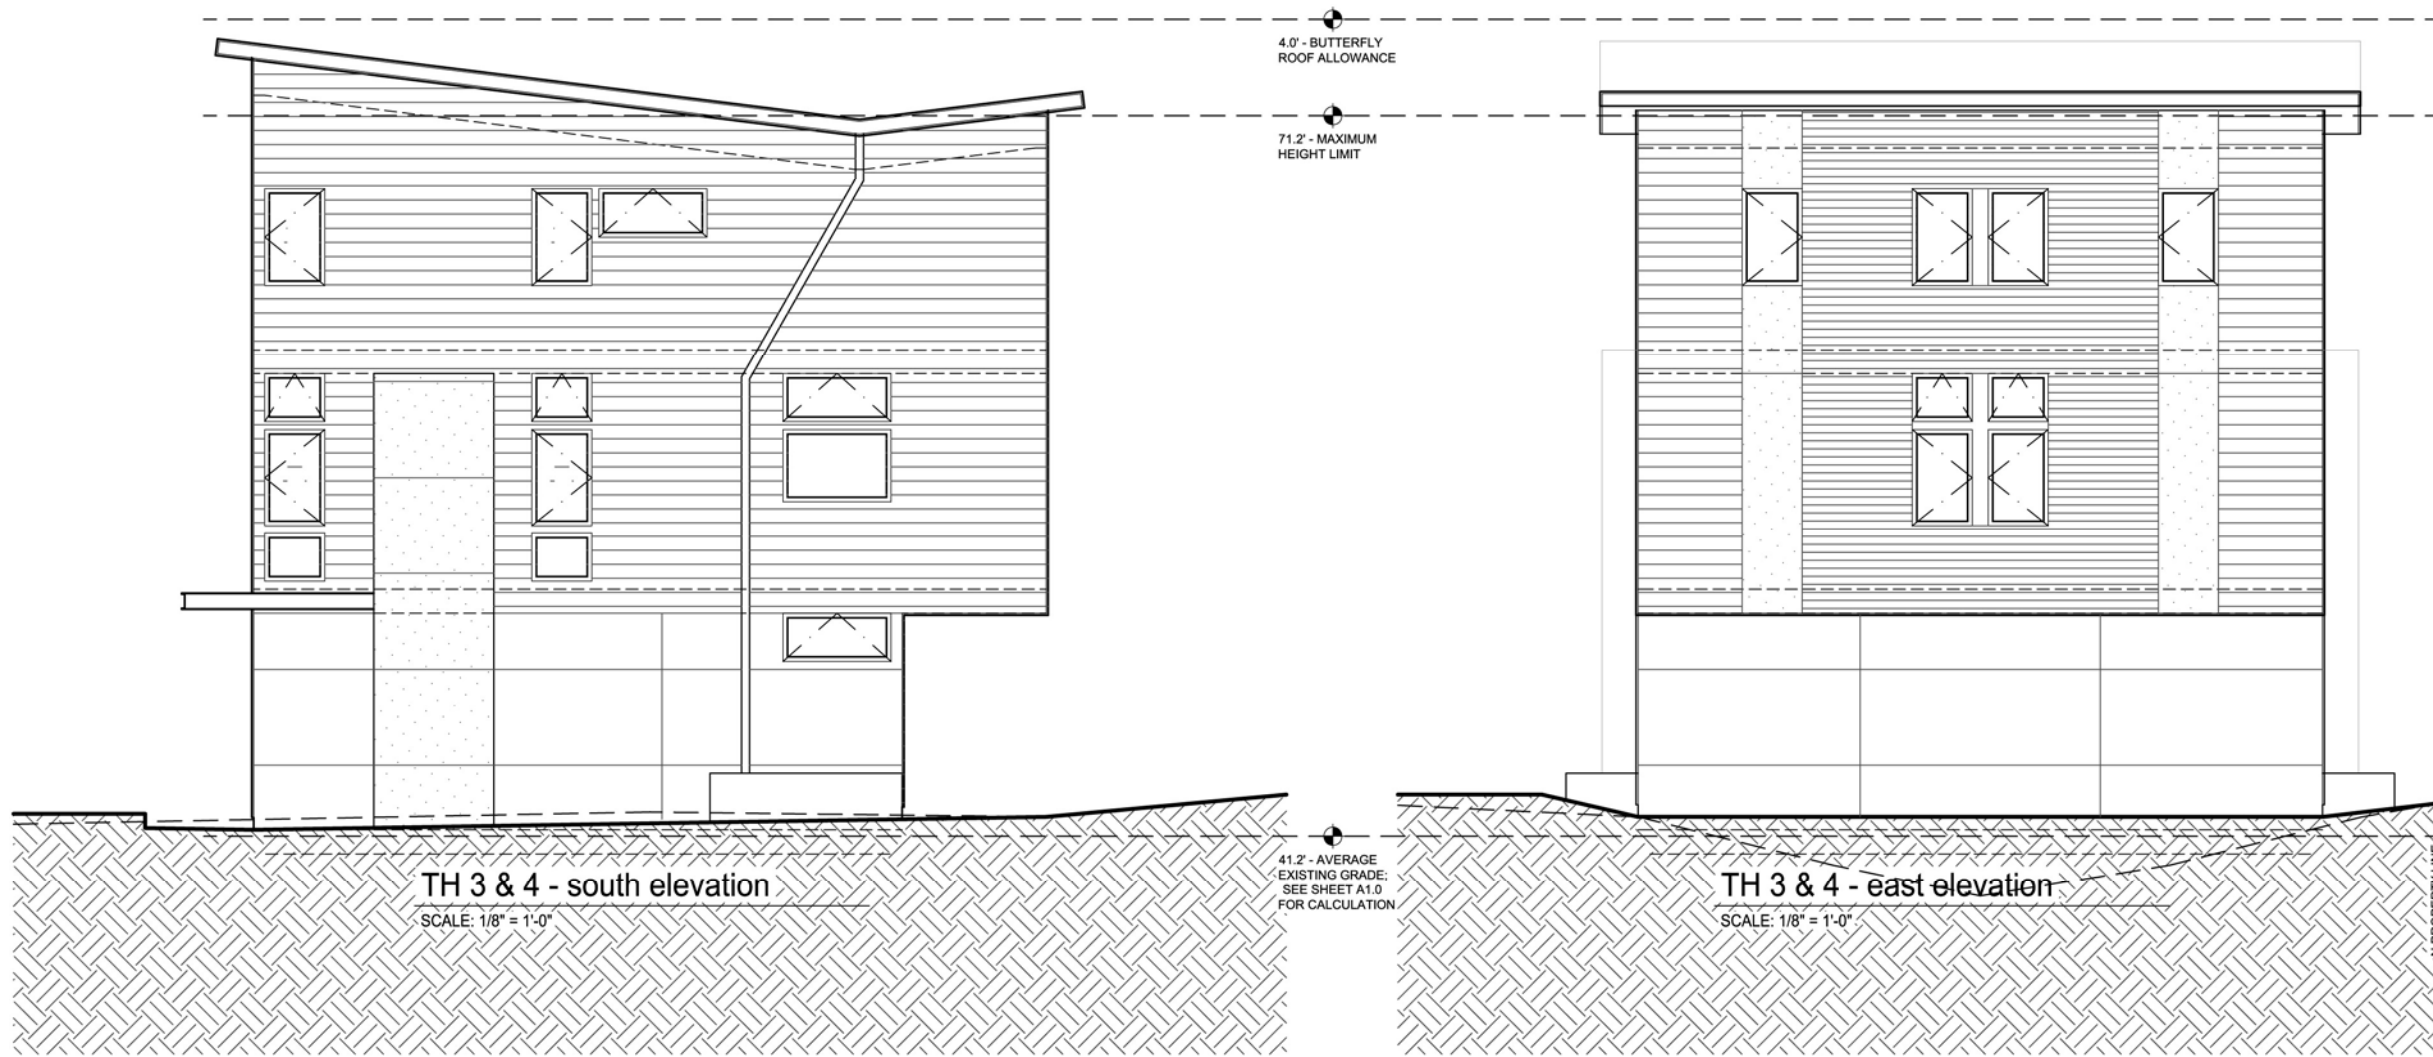 4.0' - BUTTERFLY
ROOF ALLOWANCE
71.2' - MAXIMUM
HEIGHT LIMIT
41.2' - AVERAGE
EXISTING GRADE;
SEE SHEET A1.0
FOR CALCULATION
TH 3 & 4 - south elevation
SCALE: 1/8" = 1'-0"
TH 3 & 4 - east elevation
SCALE: 1/8" = 1'-0"